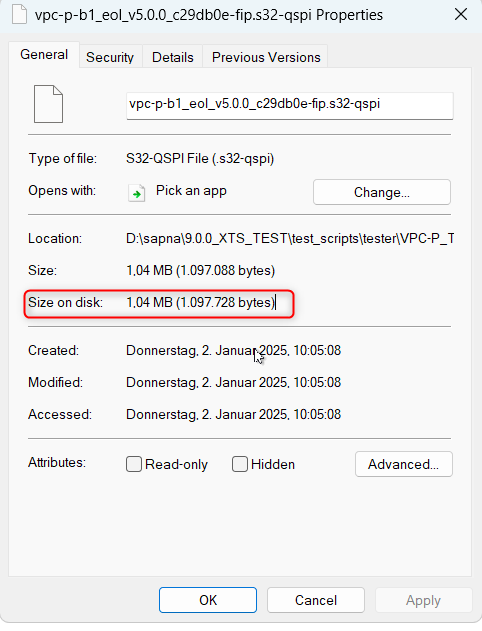 vpc-p-b1_eol_v5.0.0_c29db0e-fip.s32-qspi Properties
General Security Details Previous Versions
vpc-p-b1_eol_v5.0.0_c29db0e-fip.s32-qspi
Type of file: S32-QSPI File (.s32-qspi)
Opens with: Pick an app Change...
Location: D:\sapna\9.0.0_XTS_TEST\test_scripts\tester\VPC-P_T
Size: 1,04 MB (1.097.088 bytes)
Size on disk: 1,04 MB (1.097.728 bytes)
Created: Donnerstag, 2. Januar 2025, 10:05:08
Modified: Donnerstag, 2. Januar 2025, 10:05:08
Accessed: Donnerstag, 2. Januar 2025, 10:05:08
Attributes: Read-only Hidden Advanced...
OK Cancel Apply